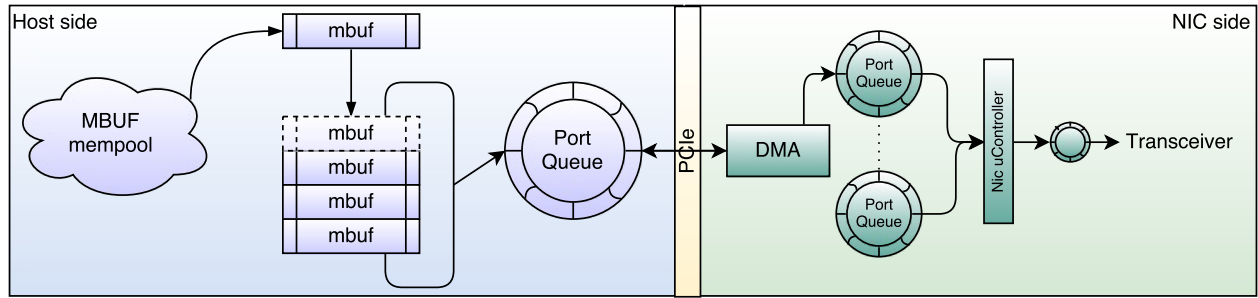 Host side
NIC side
mbuf
MBUF
mempool
mbuf
mbuf
mbuf
mbuf
Port
Queue
PCIe
DMA
Port
Queue
Port
Queue
Nic uController
Transceiver